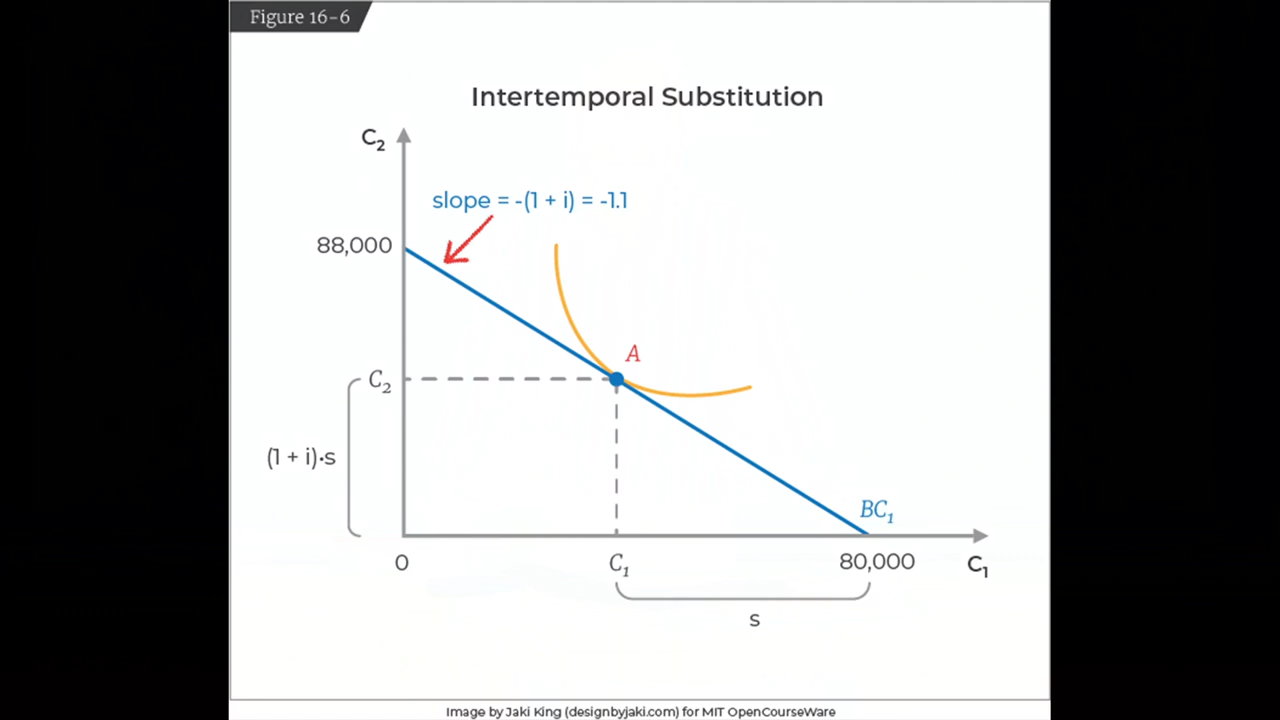 Figure 16-6
Intertemporal Substitution
C₂
slope = -(1 + i) = -1.1
88,000
A
C₂
(1 + i)·s
BC₁
0
C₁
80,000
C₁
s
Image by Jaki King (designbyjaki.com) for MIT OpenCourseWare